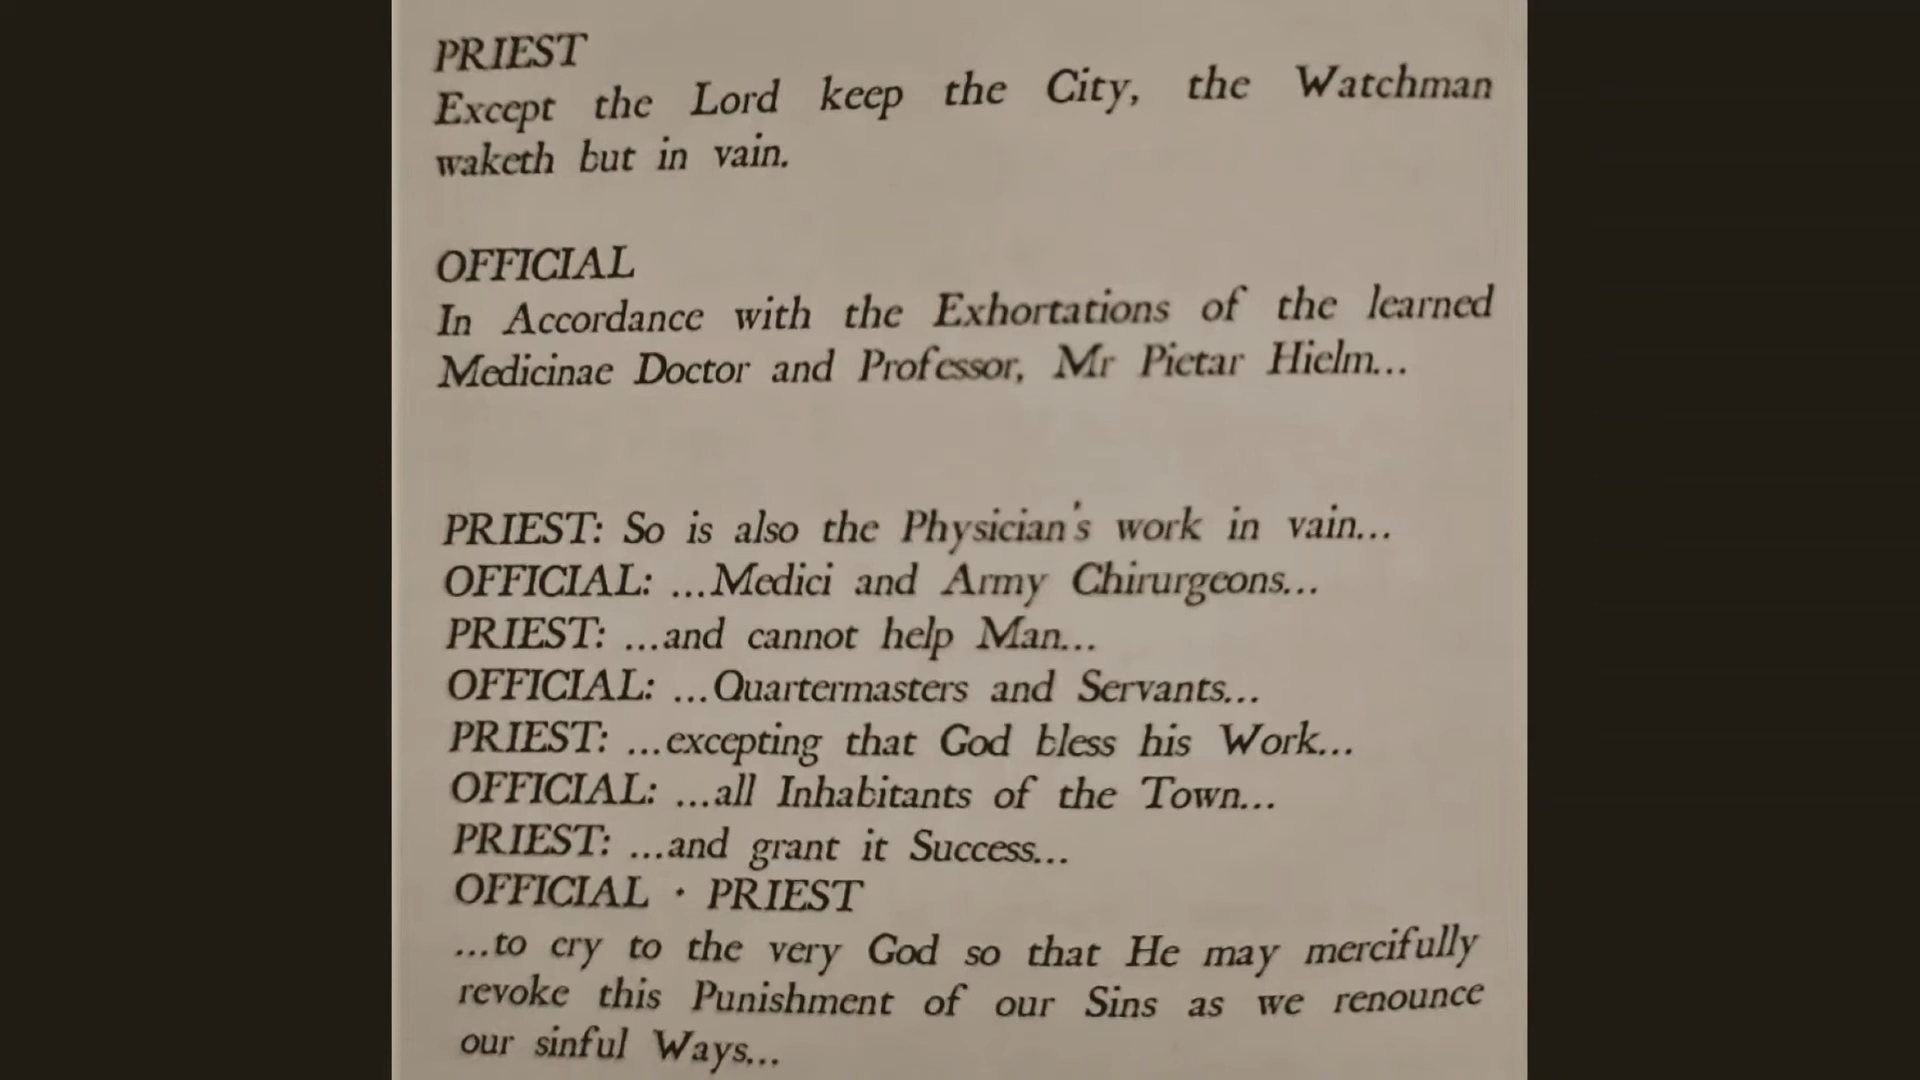 PRIEST
Except the Lord keep the City, the Watchman
waketh but in vain.
OFFICIAL
In Accordance with the Exhortations of the learned
Medicinae Doctor and Professor, Mr Pietar Hielm...
PRIEST: So is also the Physician's work in vain...
OFFICIAL: ...Medici and Army Chirurgeons...
PRIEST: ...and cannot help Man...
OFFICIAL: ...Quartermasters and Servants...
PRIEST: ...excepting that God bless his Work...
OFFICIAL: ...all Inhabitants of the Town...
PRIEST: ...and grant it Success...
OFFICIAL · PRIEST
...to cry to the very God so that He may mercifully
revoke this Punishment of our Sins as we renounce
our sinful Ways...